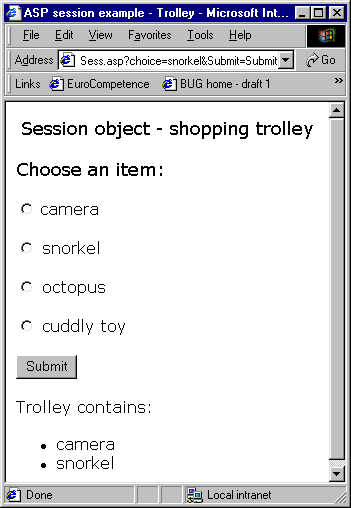 ASP session example - Trolley - Microsoft Int...
File Edit View Favorites Tools Help
Address Sess.asp?choice=snorkel&Submit=Submit Go
Links EuroCompetence BUG home - draft 1 »
Session object - shopping trolley
Choose an item:
camera
snorkel
octopus
cuddly toy
Submit
Trolley contains:
• camera
• snorkel
Done Local intranet